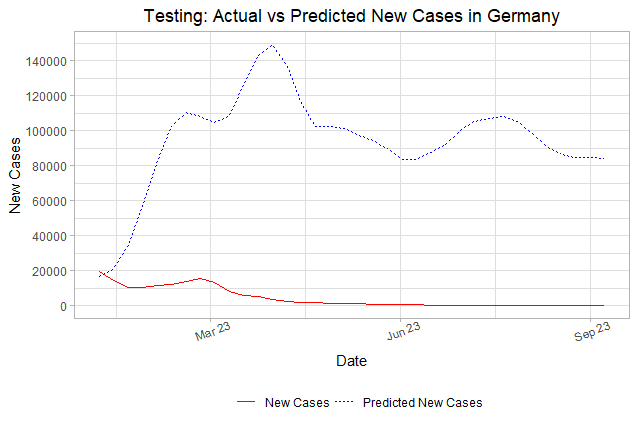 Testing: Actual vs Predicted New Cases in Germany
New Cases
140000
120000
100000
80000
60000
40000
20000
0
Mar 23
Jun 23
Sep 23
Date
New Cases
Predicted New Cases